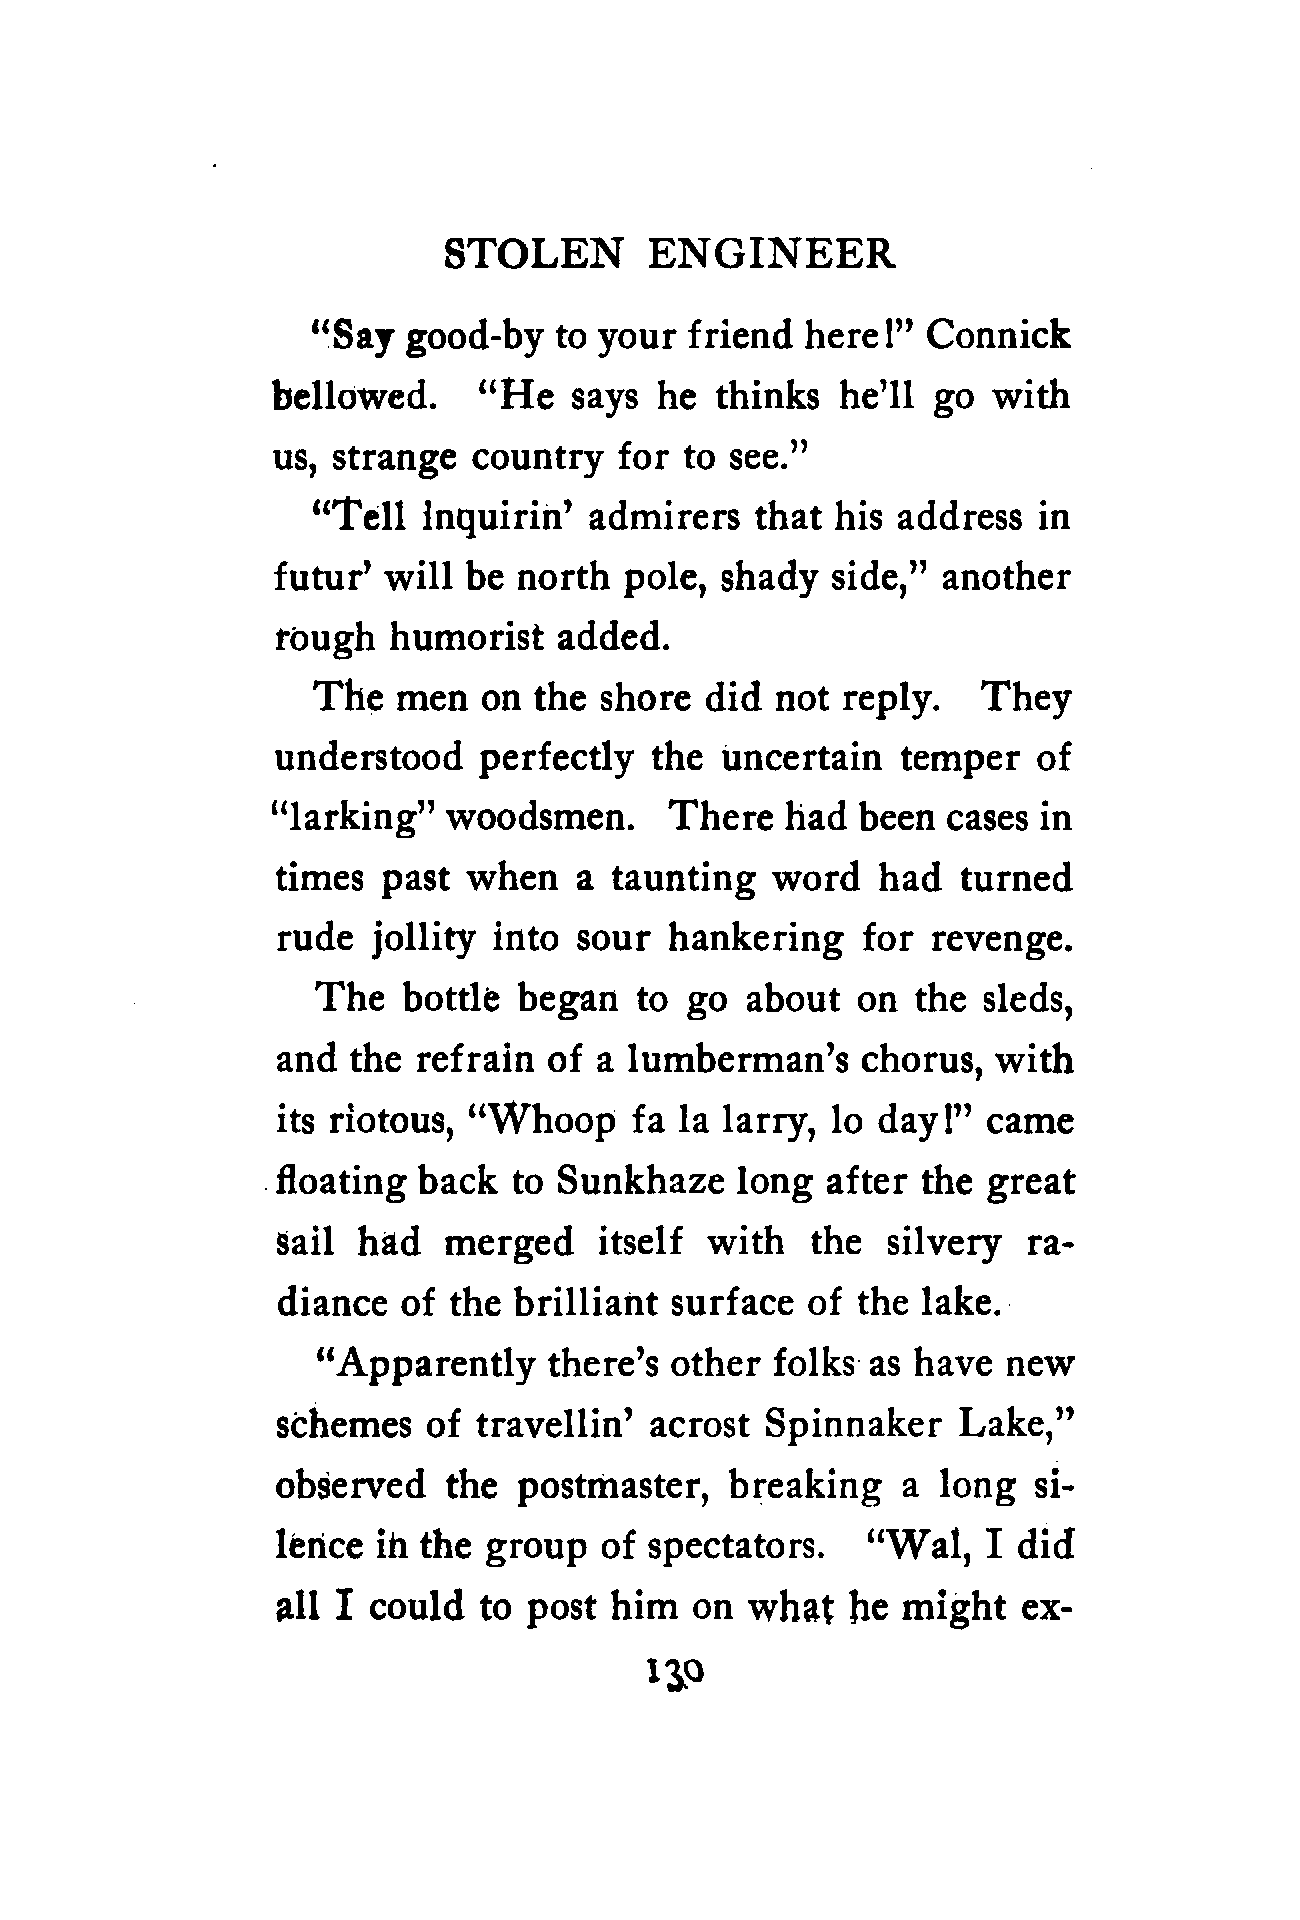 STOLEN ENGINEER
"Say good-by to your friend here!" Connick
bellowed. "He says he thinks he'll go with
us, strange country for to see."
"Tell inquirin' admirers that his address in
futur' will be north pole, shady side," another
rough humorist added.
The men on the shore did not reply. They
understood perfectly the uncertain temper of
"larking" woodsmen. There had been cases in
times past when a taunting word had turned
rude jollity into sour hankering for revenge.
The bottle began to go about on the sleds,
and the refrain of a lumberman's chorus, with
its riotous, "Whoop fa la larry, lo day!" came
floating back to Sunkhaze long after the great
sail had merged itself with the silvery ra-
diance of the brilliant surface of the lake.
"Apparently there's other folks as have new
schemes of travellin' acrost Spinnaker Lake,"
observed the postmaster, breaking a long si-
lence in the group of spectators. "Wal, I did
all I could to post him on what he might ex-
130